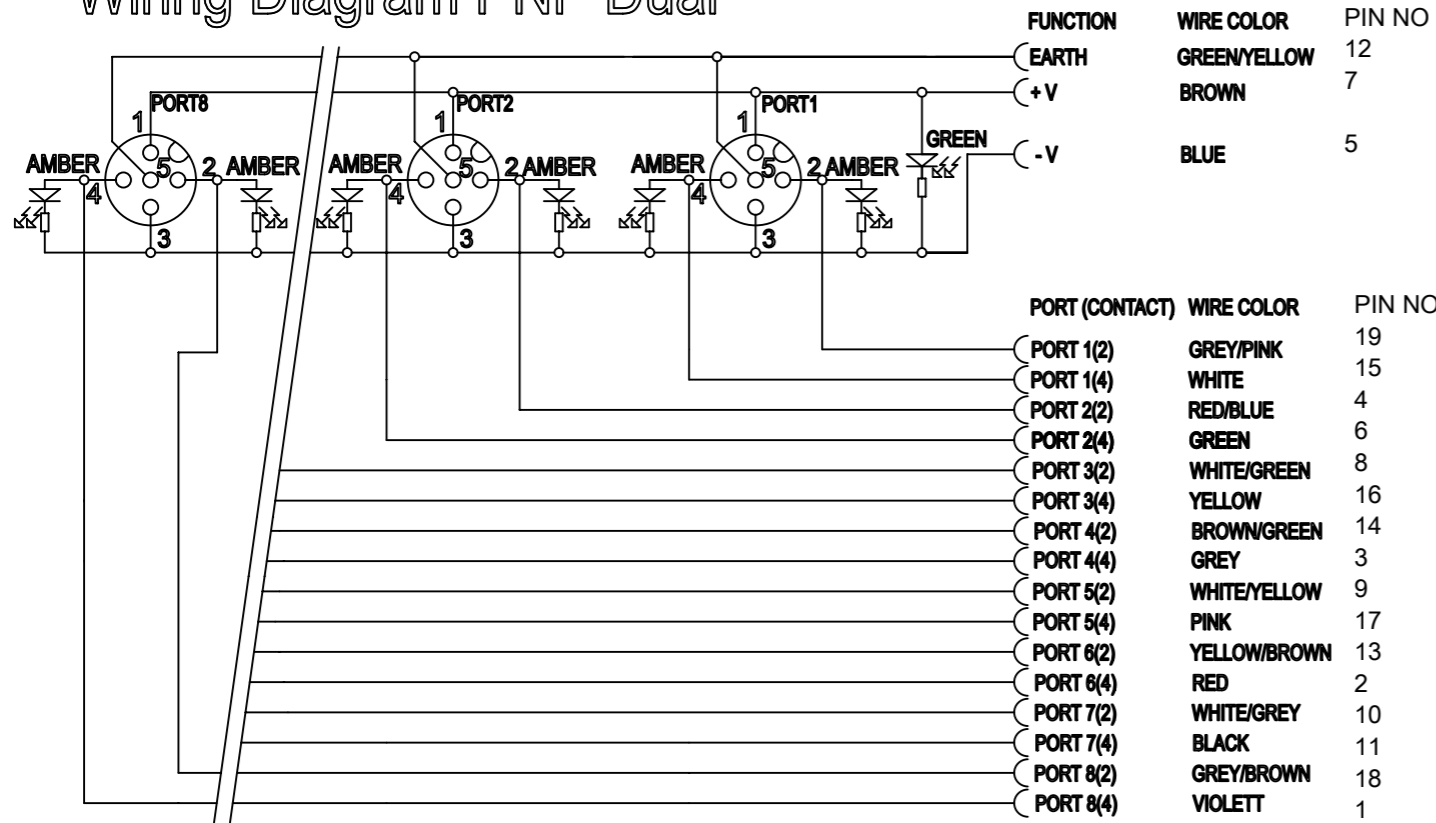 Wiring Diagram PNP Dual
FUNCTION WIRE COLOR PIN NO
EARTH GREEN/YELLOW 12
+ V BROWN 7
- V BLUE 5
PORT8 PORT2 PORT1
1 1 1
GREEN
AMBER 5 2 AMBER AMBER 5 2 AMBER AMBER 5 2 AMBER
4 4 4
3 3 3
PORT (CONTACT) WIRE COLOR PIN NO
PORT 1(2) GREY/PINK 19
PORT 1(4) WHITE 15
PORT 2(2) RED/BLUE 4
PORT 2(4) GREEN 6
PORT 3(2) WHITE/GREEN 8
PORT 3(4) YELLOW 16
PORT 4(2) BROWN/GREEN 14
PORT 4(4) GREY 3
PORT 5(2) WHITE/YELLOW 9
PORT 5(4) PINK 17
PORT 6(2) YELLOW/BROWN 13
PORT 6(4) RED 2
PORT 7(2) WHITE/GREY 10
PORT 7(4) BLACK 11
PORT 8(2) GREY/BROWN 18
PORT 8(4) VIOLETT 1